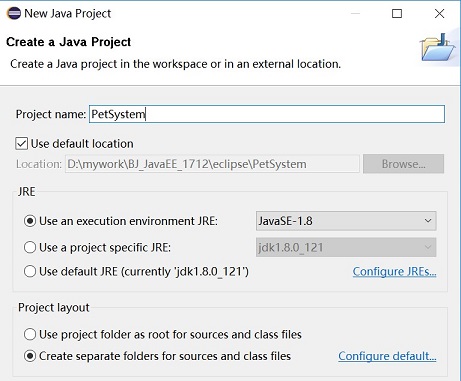 New Java Project
Create a Java Project
Create a Java project in the workspace or in an external location.
Project name: PetSystem
Use default location
Location: D:\mywork\BJ_JavaEE_1712\eclipse\PetSystem Browse...
JRE
Use an execution environment JRE: JavaSE-1.8
Use a project specific JRE: jdk1.8.0_121
Use default JRE (currently 'jdk1.8.0_121') Configure JREs...
Project layout
Use project folder as root for sources and class files
Create separate folders for sources and class files Configure default...